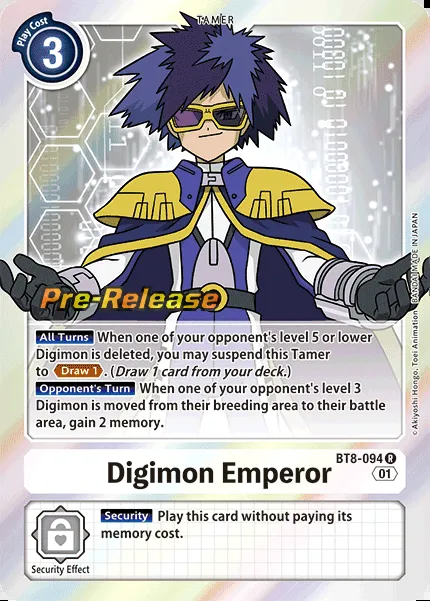 TAMER
Play Cost
3
Pre-Release
All Turns When one of your opponent's level 5 or lower
Digimon is deleted, you may suspend this Tamer
to Draw 1. (Draw 1 card from your deck.)
Opponent's Turn When one of your opponent's level 3
Digimon is moved from their breeding area to their battle
area, gain 2 memory.
©Akiyoshi Hongo, Toei Animation BANDAI MADE IN JAPAN
BT8-094 R
Digimon Emperor
01
Security Play this card without paying its
memory cost.
Security Effect